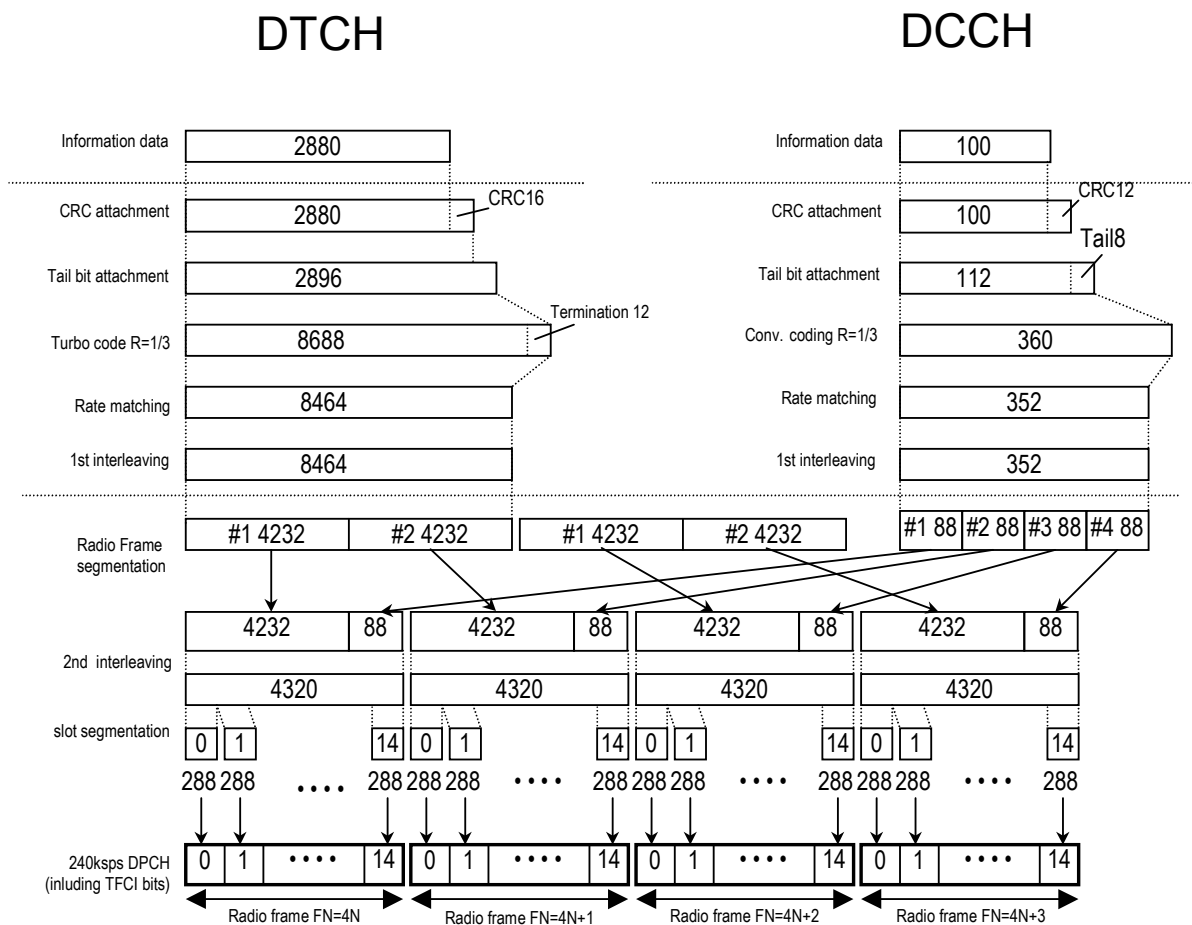 DTCH DCCH
Information data 2880 Information data 100
CRC attachment 2880 CRC16 CRC attachment 100 CRC12
Tail bit attachment 2896 Tail bit attachment 112 Tail8
Turbo code R=1/3 8688 Termination 12 Conv. coding R=1/3 360
Rate matching 8464 Rate matching 352
1st interleaving 8464 1st interleaving 352
Radio Frame segmentation #1 4232 #2 4232 #1 4232 #2 4232 #1 88 #2 88 #3 88 #4 88
4232 88 4232 88 4232 88 4232 88
2nd interleaving
4320 4320 4320 4320
slot segmentation 0 1 14 0 1 14 0 1 14 0 1 14
288 288 •••• 288 288 288 •••• 288 288 288 •••• 288 288 288 •••• 288
240ksps DPCH (inluding TFCI bits) 0 1 •••• 14 0 1 •••• 14 0 1 •••• 14 0 1 •••• 14
Radio frame FN=4N Radio frame FN=4N+1 Radio frame FN=4N+2 Radio frame FN=4N+3